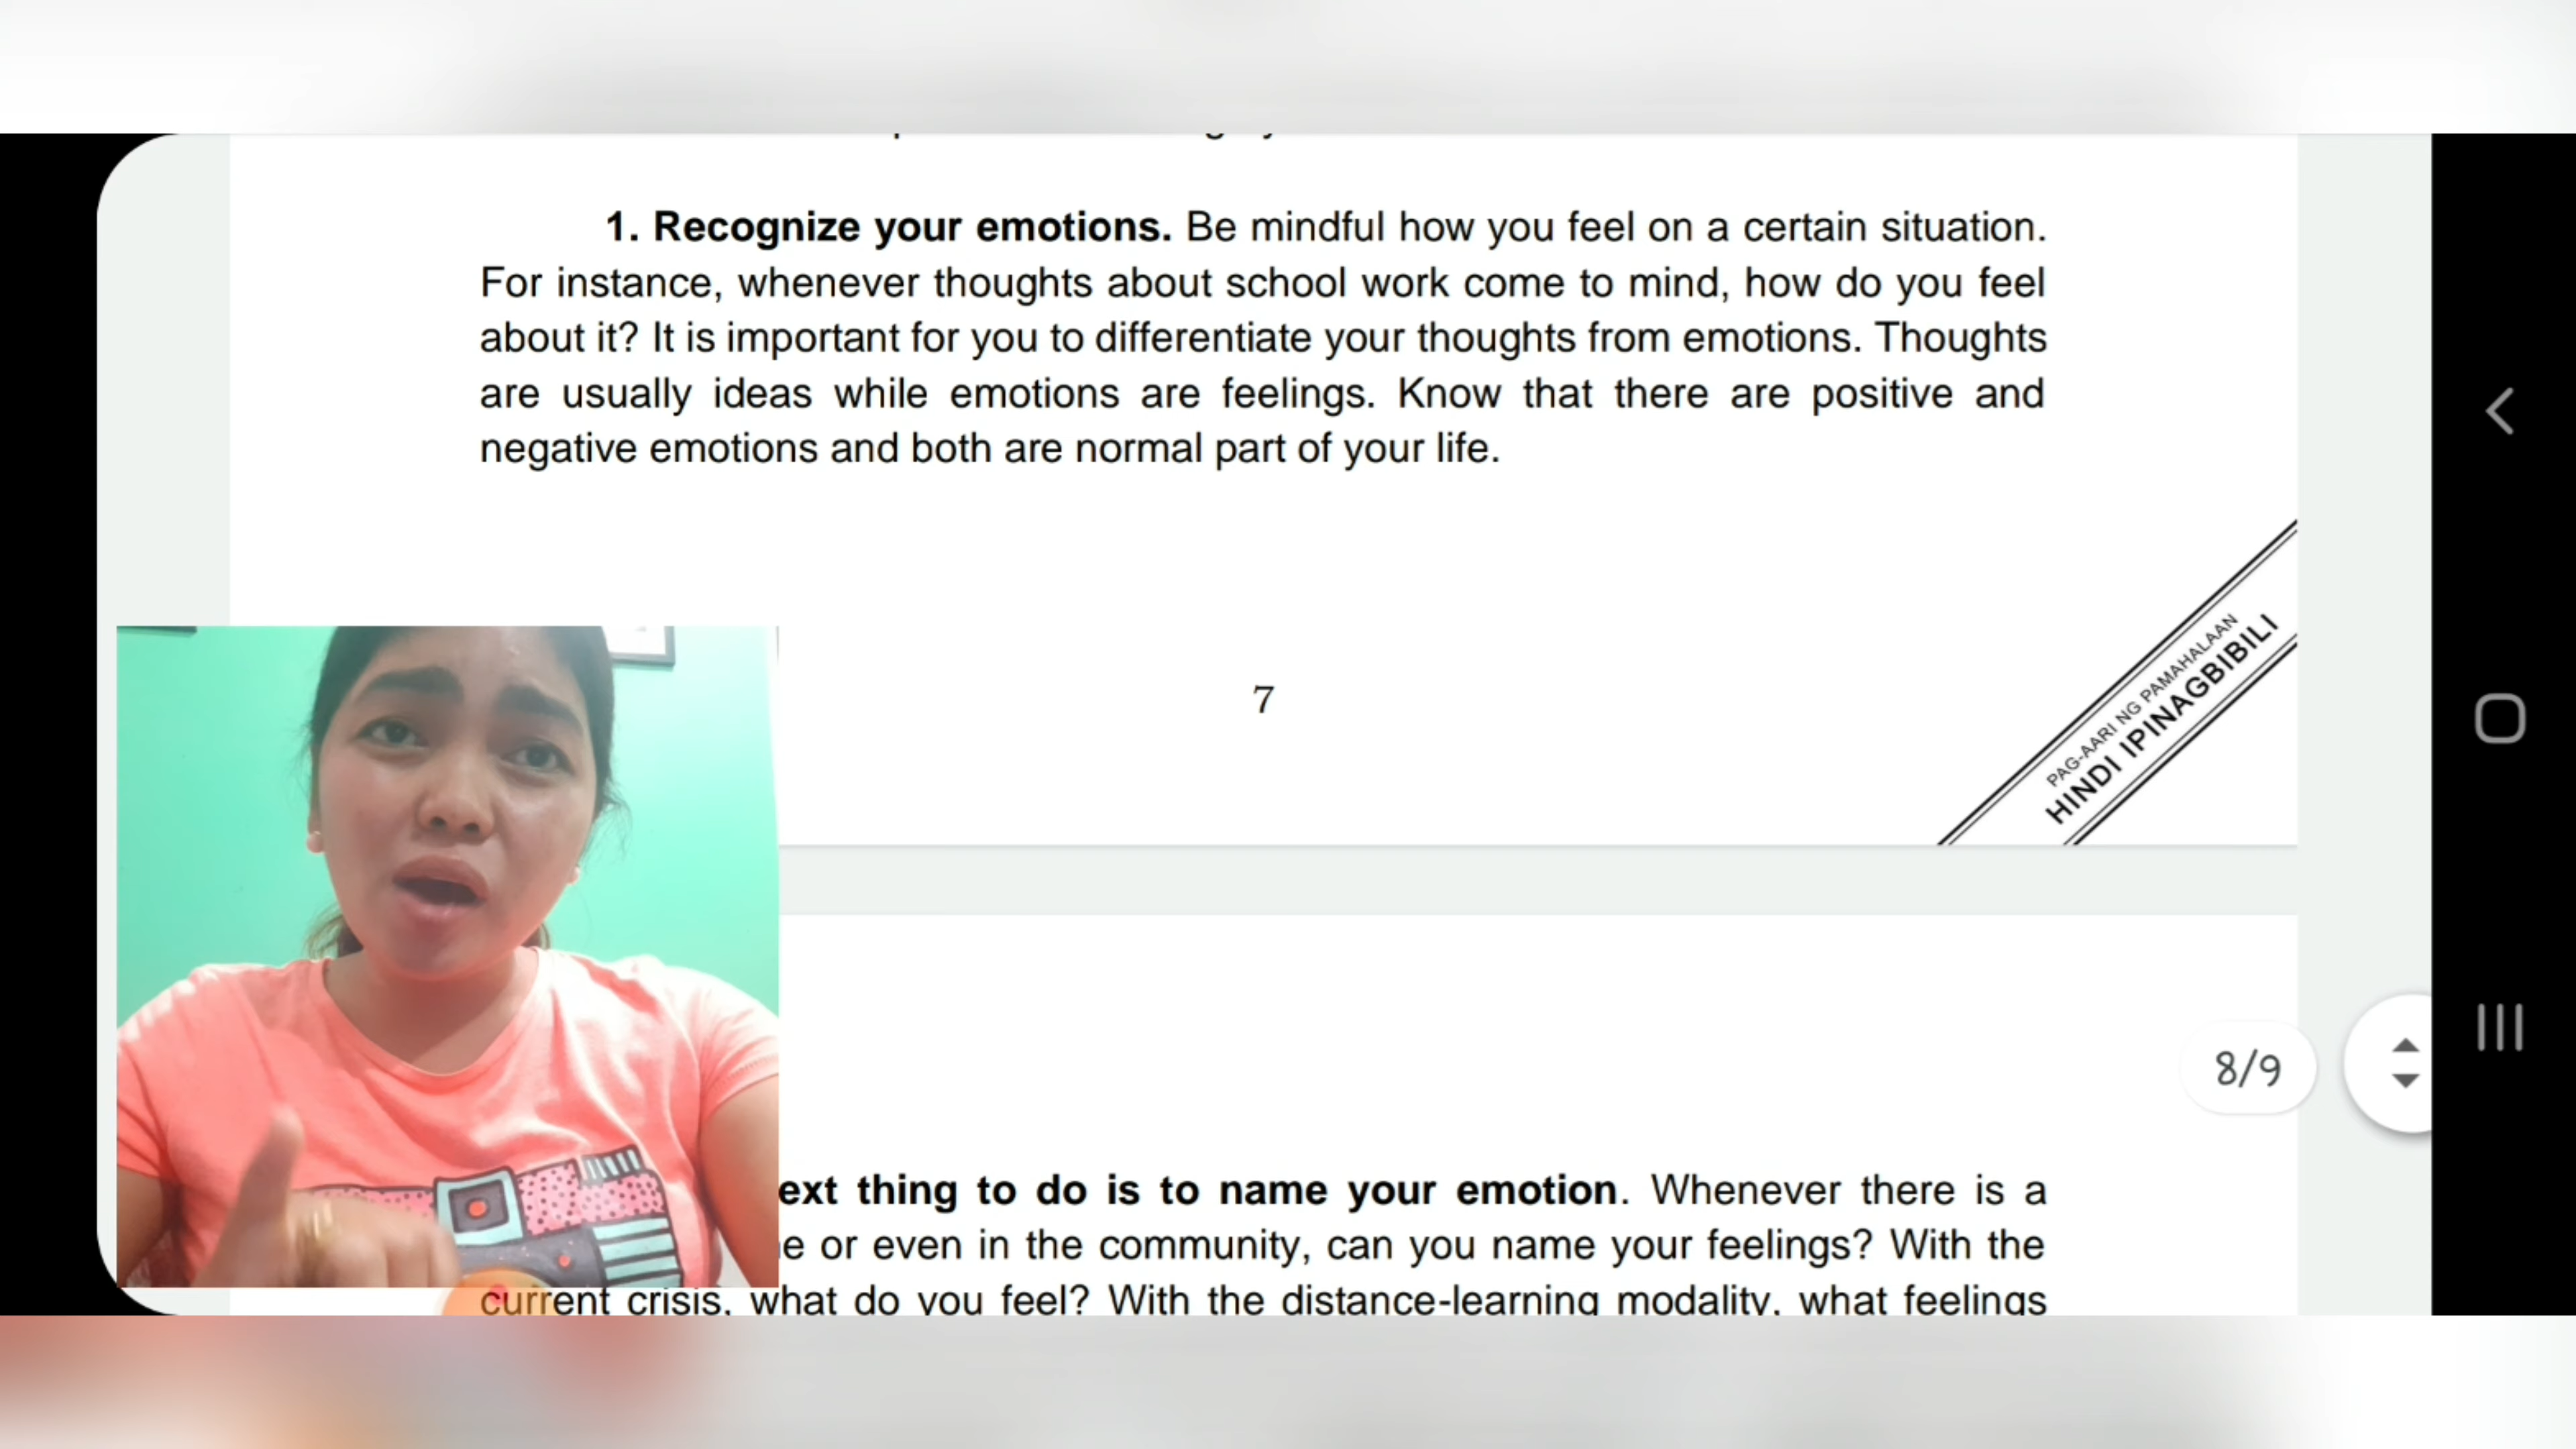 1. Recognize your emotions. Be mindful how you feel on a certain situation.
For instance, whenever thoughts about school work come to mind, how do you feel
about it? It is important for you to differentiate your thoughts from emotions. Thoughts
are usually ideas while emotions are feelings. Know that there are positive and
negative emotions and both are normal part of your life.
PAG-AARI NG PAMAHALAAN
HINDI IPINAGBIBILI
7
8/9
ext thing to do is to name your emotion. Whenever there is a
e or even in the community, can you name your feelings? With the
current crisis, what do you feel? With the distance-learning modality, what feelings